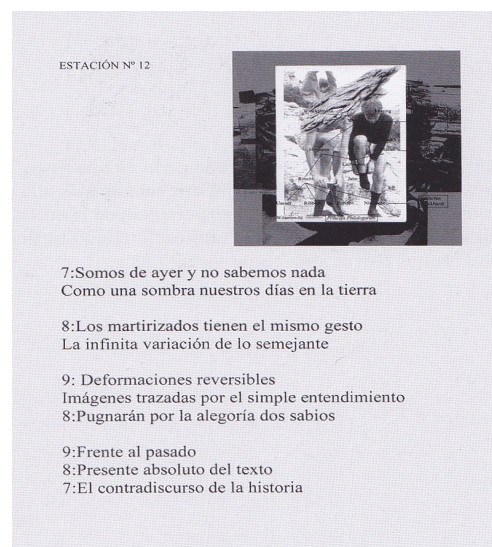 ESTACIÓN Nº 12
7:Somos de ayer y no sabemos nada
Como una sombra nuestros días en la tierra
8:Los martirizados tienen el mismo gesto
La infinita variación de lo semejante
9: Deformaciones reversibles
Imágenes trazadas por el simple entendimiento
8:Pugnarán por la alegoría dos sabios
9:Frente al pasado
8:Presente absoluto del texto
7:El contradiscurso de la historia